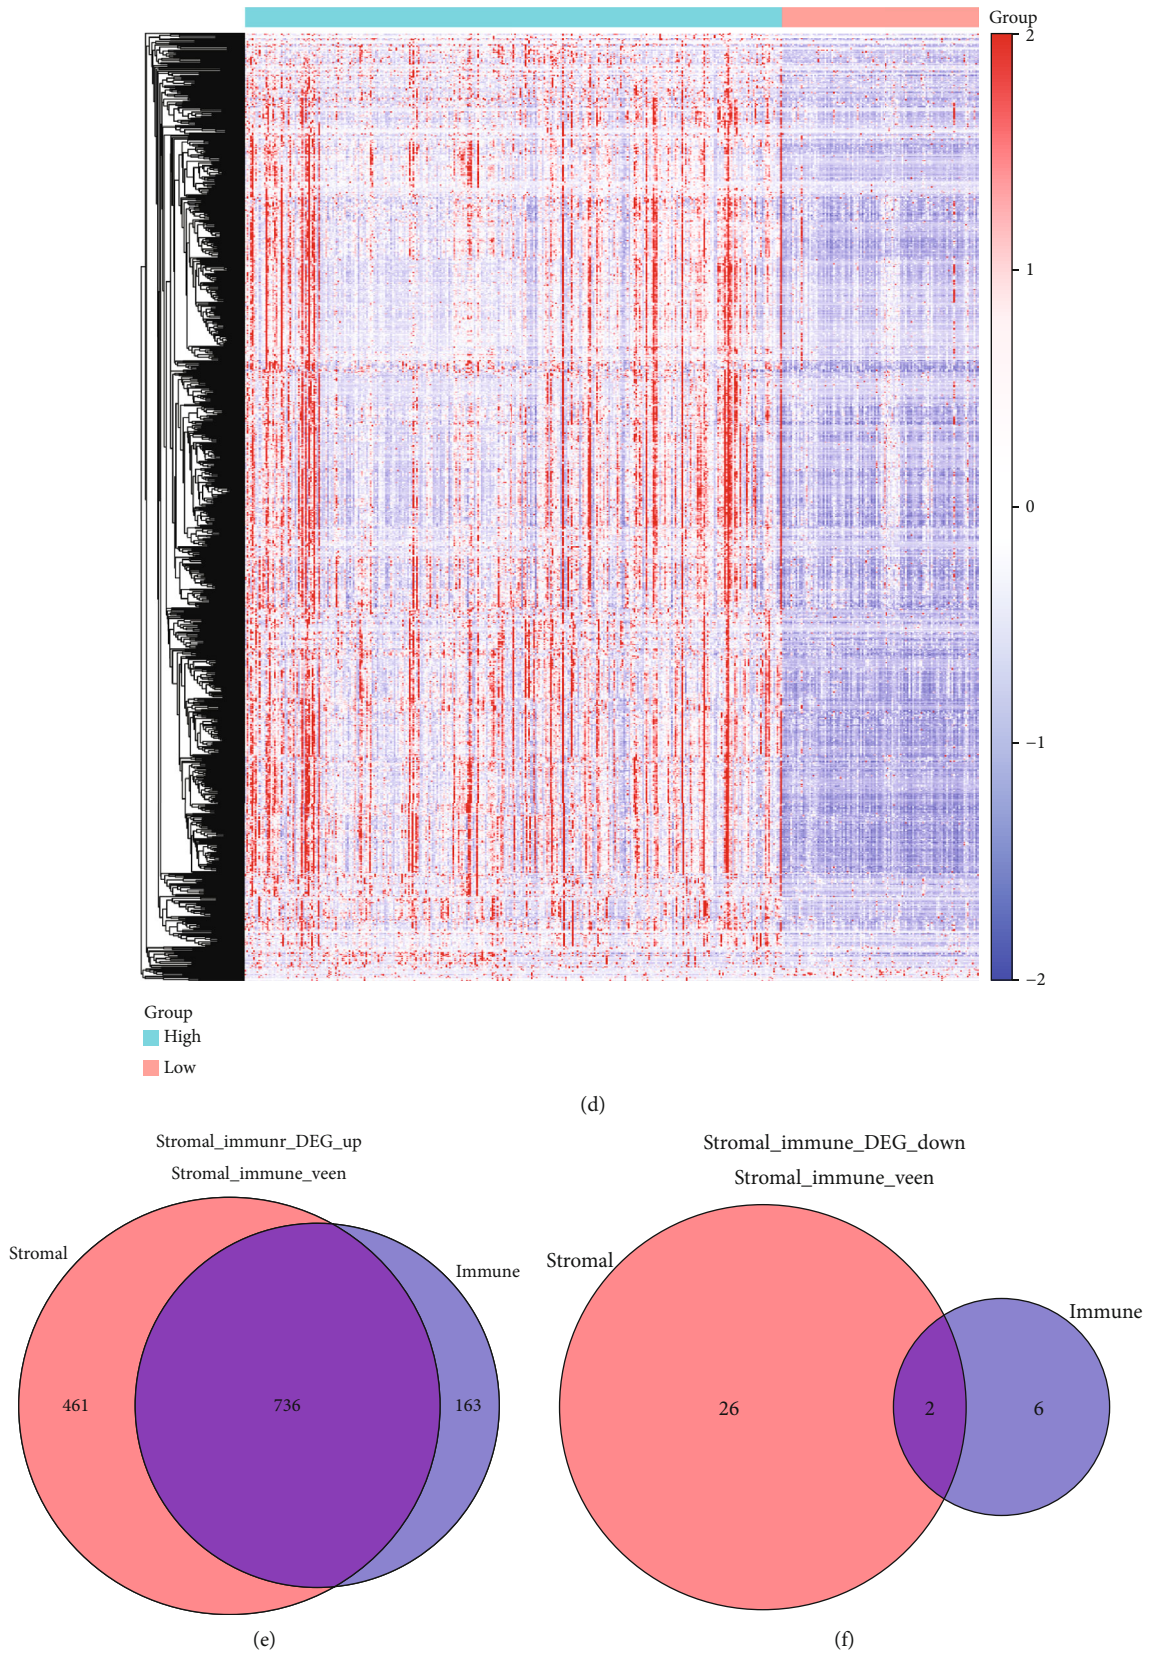 Group
2
1
0
−1
−2
Group
High
Low
(d)
Stromal_immunr_DEG_up
Stromal_immune_veen
Stromal
Immune
461
736
163
(e)
Stromal_immune_DEG_down
Stromal_immune_veen
Stromal
Immune
26
2
6
(f)